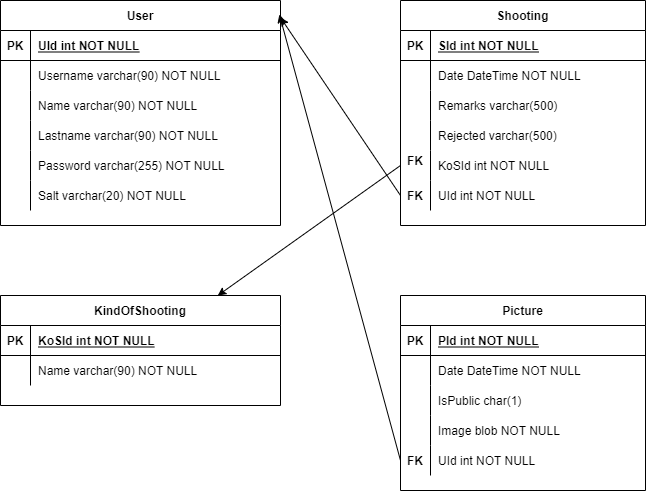 User
PK UId int NOT NULL
Username varchar(90) NOT NULL
Name varchar(90) NOT NULL
Lastname varchar(90) NOT NULL
Password varchar(255) NOT NULL
Salt varchar(20) NOT NULL
Shooting
PK SId int NOT NULL
Date DateTime NOT NULL
Remarks varchar(500)
Rejected varchar(500)
FK KoSId int NOT NULL
FK UId int NOT NULL
KindOfShooting
PK KoSId int NOT NULL
Name varchar(90) NOT NULL
Picture
PK PId int NOT NULL
Date DateTime NOT NULL
IsPublic char(1)
Image blob NOT NULL
FK UId int NOT NULL